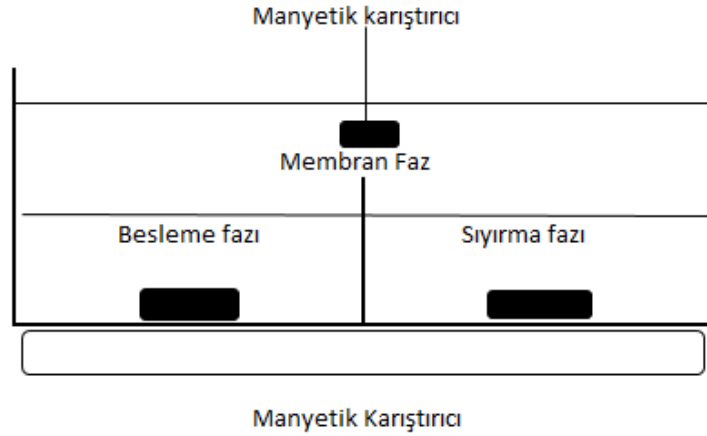 Manyetik karıştırıcı
Membran Faz
Besleme fazı
Sıyırma fazı
Manyetik Karıştırıcı